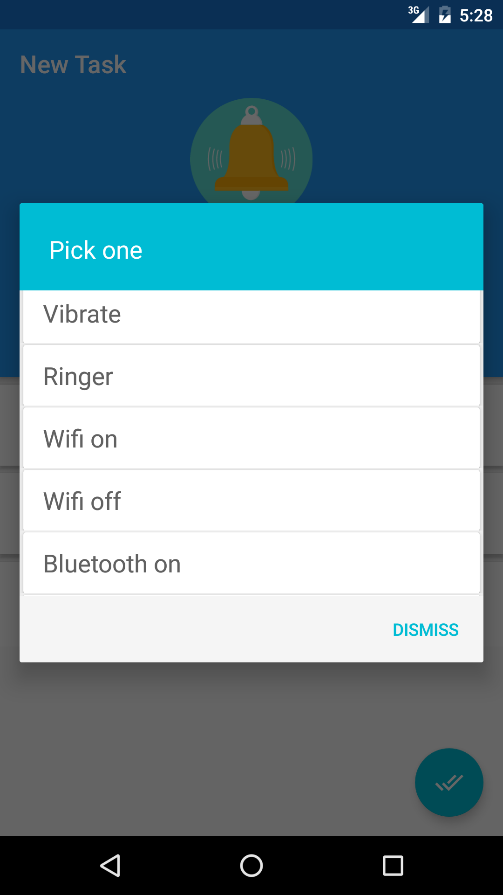 3G 5:28
New Task
Pick one
Vibrate
Ringer
Wifi on
Wifi off
Bluetooth on
DISMISS